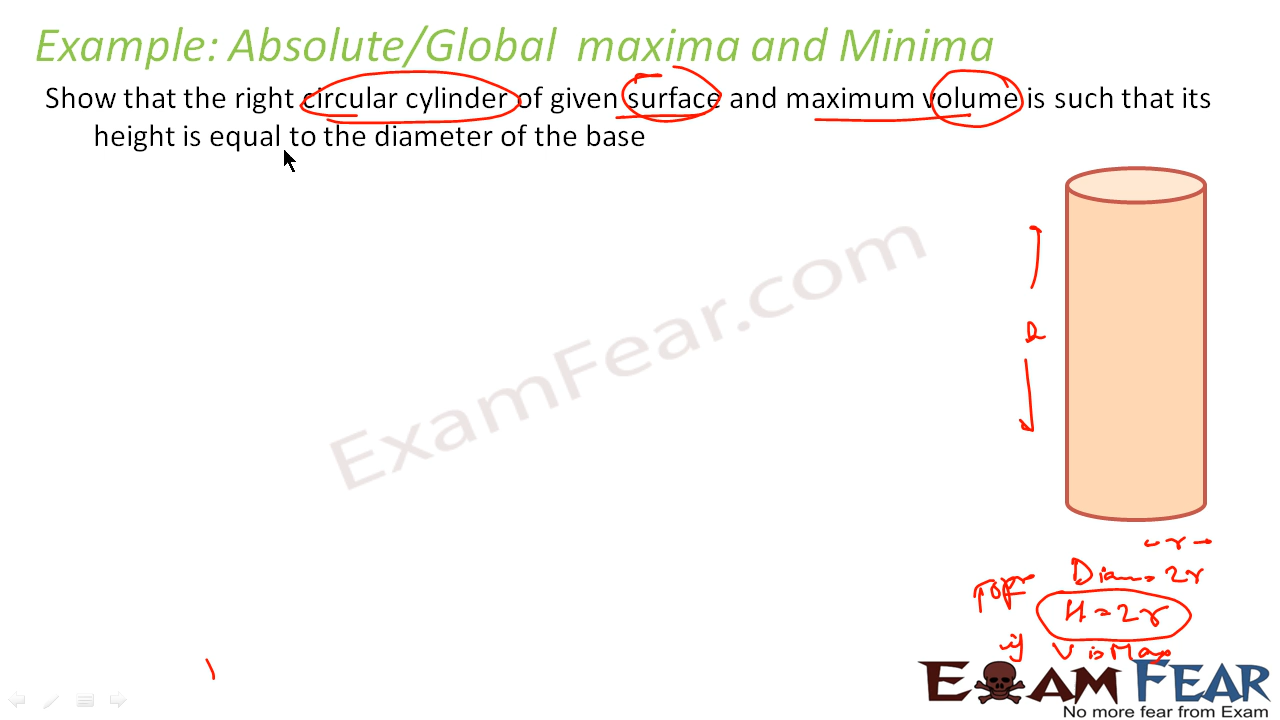 Example: Absolute/Global maxima and Minima
Show that the right circular cylinder of given surface and maximum volume is such that its
height is equal to the diameter of the base
ExamFear.com
r
Diam = 2r
H = 2r
if V is Max
EXAM FEAR
No more fear from Exam